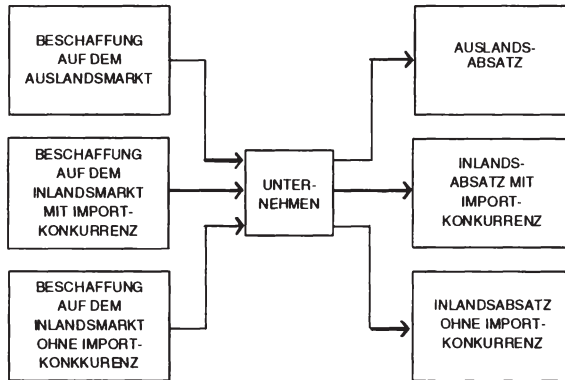 BESCHAFFUNG
AUF DEM
AUSLANDSMARKT
BESCHAFFUNG
AUF DEM
INLANDSMARKT
MIT IMPORT-
KONKURRENZ
BESCHAFFUNG
AUF DEM
INLANDSMARKT
OHNE IMPORT-
KONKKURENZ
UNTER-
NEHMEN
AUSLANDS-
ABSATZ
INLANDS-
ABSATZ MIT
IMPORT-
KONKURRENZ
INLANDSABSATZ
OHNE IMPORT-
KONKURRENZ